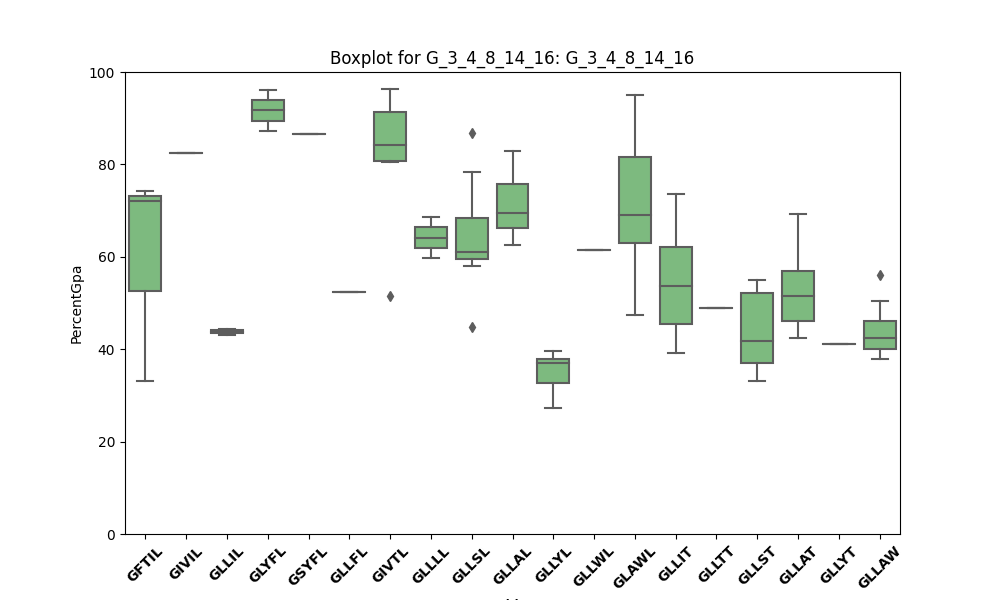 Boxplot for G_3_4_8_14_16: G_3_4_8_14_16
PercentGpa
100
80
60
40
20
0
GFTIL GIVIL GLLIL GLYFL GSYFL GLLFL GIVTL GLLLL GLLSL GLLAL GLLYL GLLWL GLAWL GLLIT GLLTT GLLST GLLAT GLLYT GLLAW